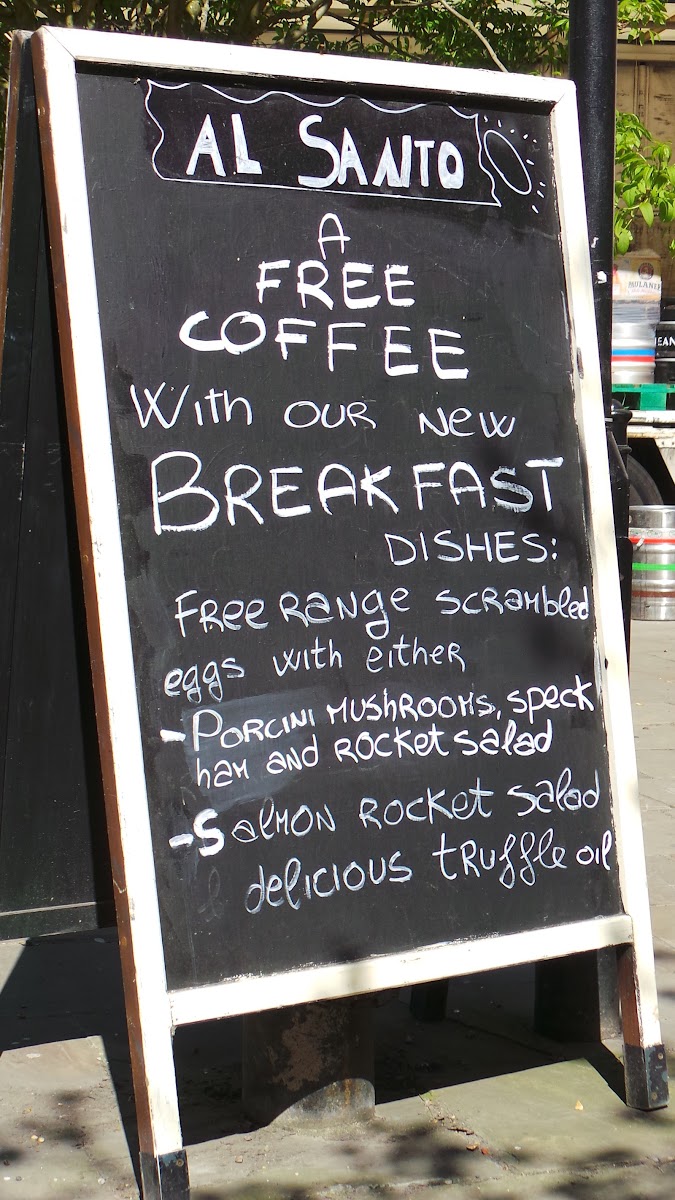 AL SANTO
A
FREE
COFFEE
With OUR NEW
BREAKFAST
DISHES:
FREE RANGE SCRAMBLED
eggs with either
- PORCINI MUSHROOMS, SPECK
HAM AND ROCKET SALAD
- SALMON ROCKET SALAD
& delicious TRUFFLE OIL